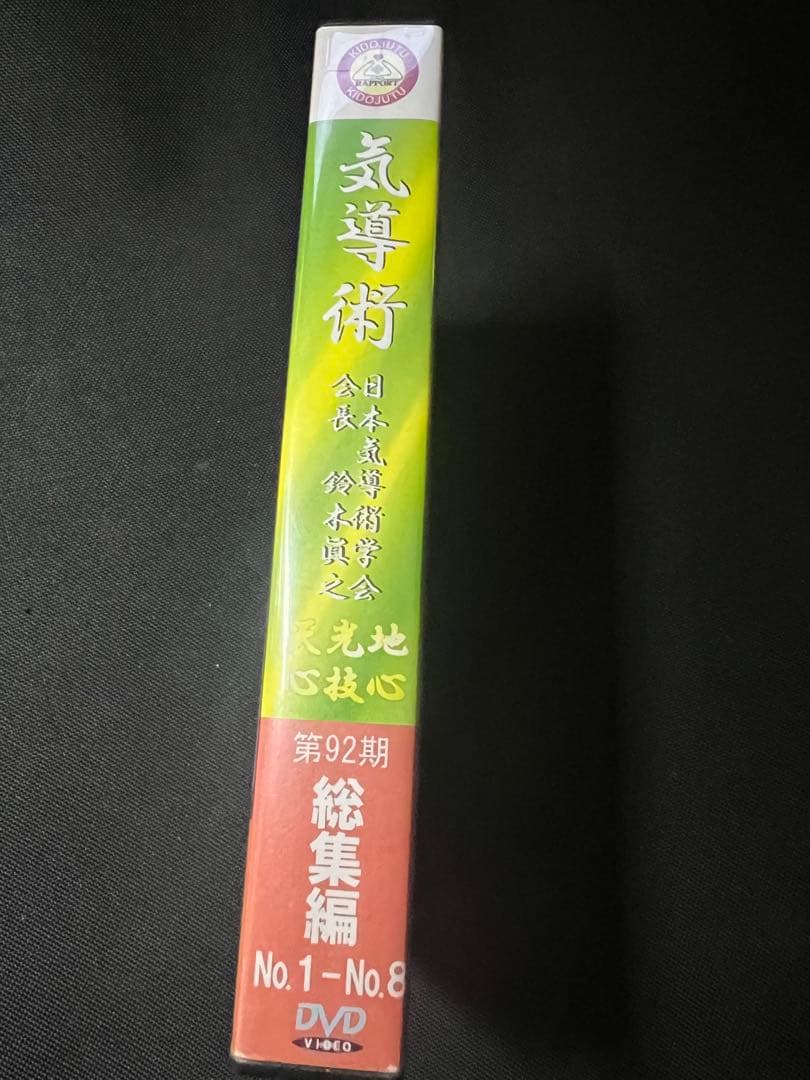 KIDOJUTU
RAPPORT
KIDOJUTU
気導術
日本気導術学会
会長 鈴木眞之
地心
光技
天心
第92期
総集編
No.1-No.8
DVD
VIDEO